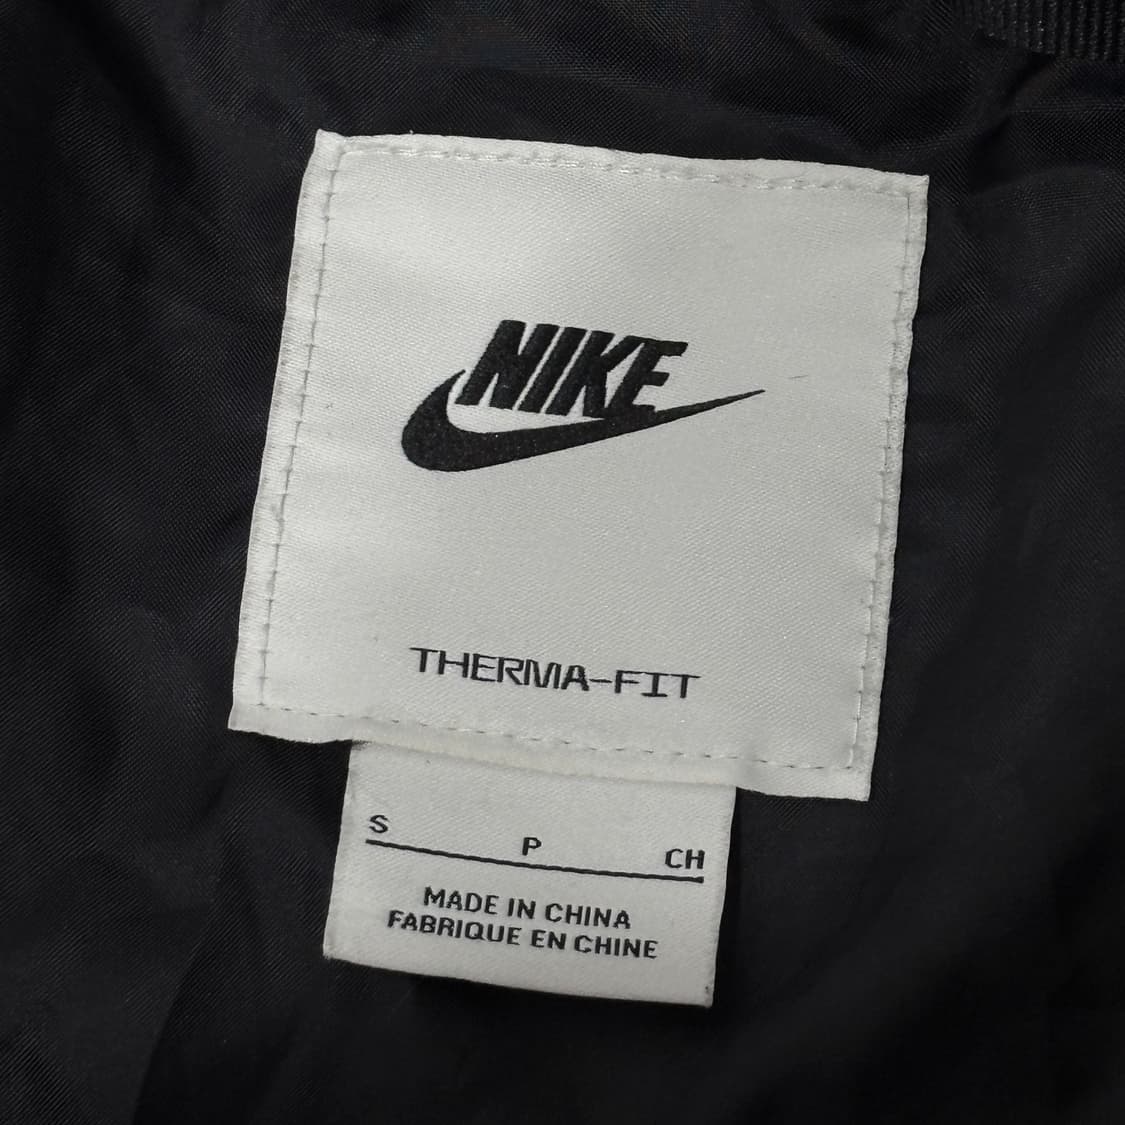 NIKE
THERMA-FIT
S P CH
MADE IN CHINA
FABRIQUE EN CHINE